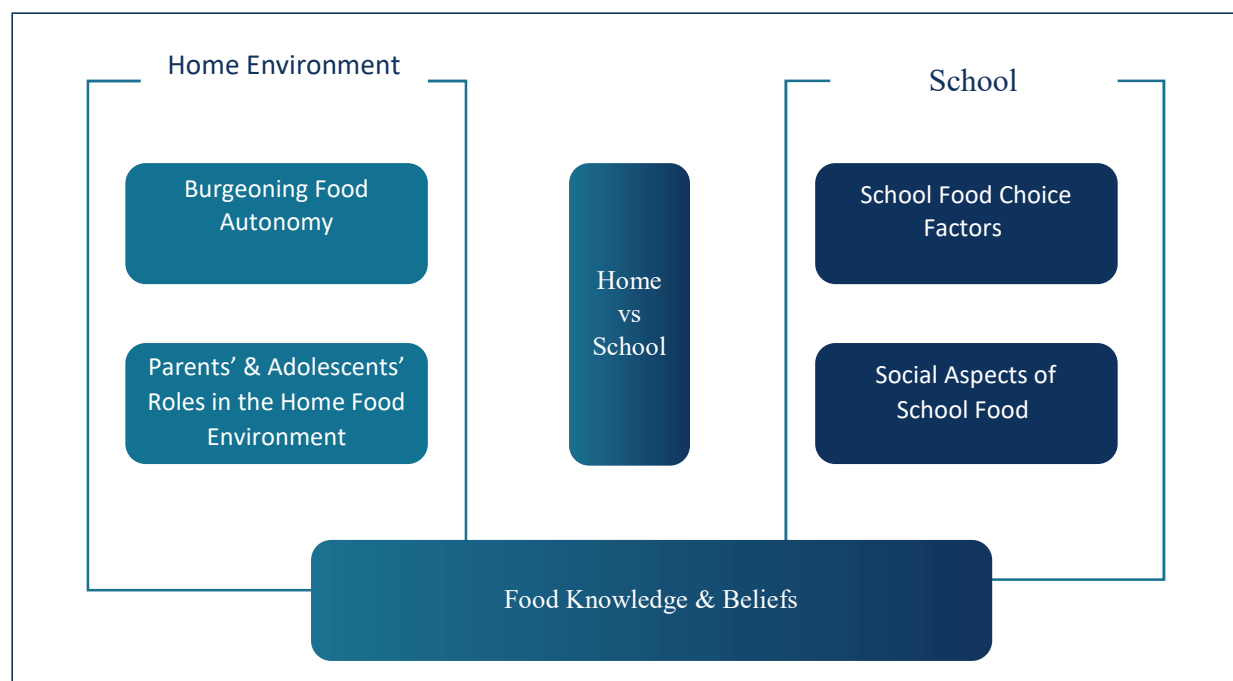 Home Environment
Burgeoning Food
Autonomy
Parents’ & Adolescents’
Roles in the Home Food
Environment
Home
vs
School
School
School Food Choice
Factors
Social Aspects of
School Food
Food Knowledge & Beliefs